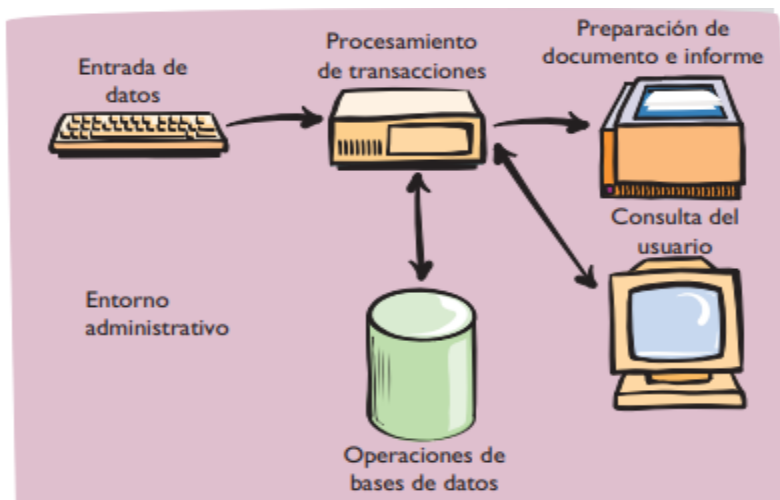 Entrada de
datos
Procesamiento
de transacciones
Preparación de
documento e informe
Consulta del
usuario
Entorno
administrativo
Operaciones de
bases de datos